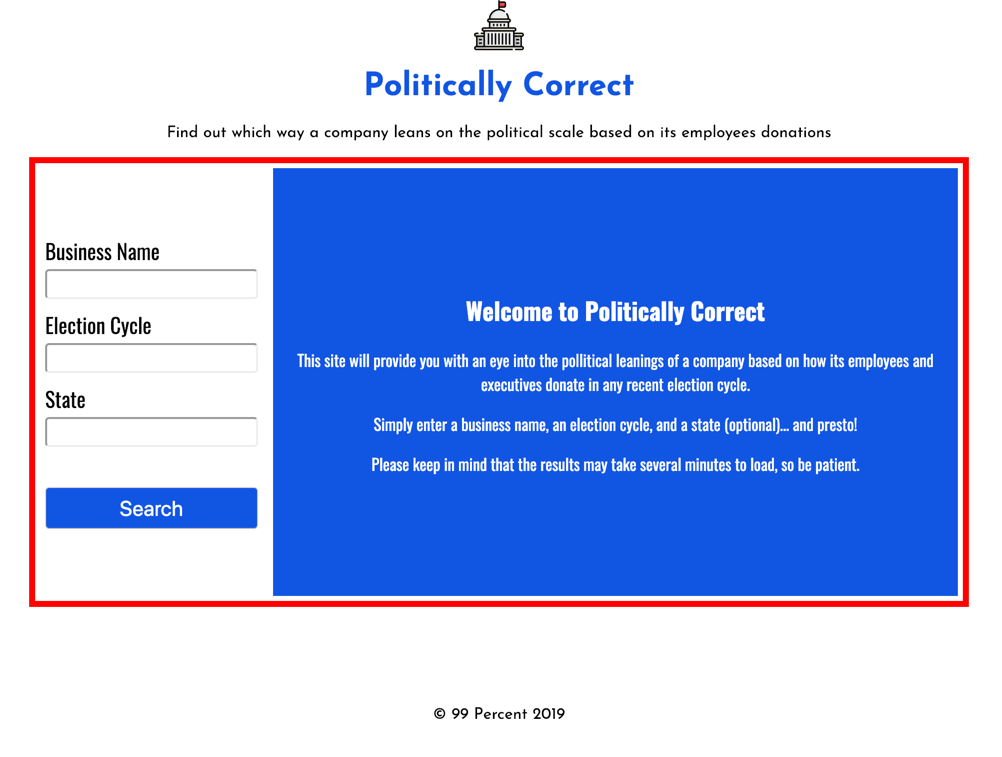 Politically Correct
Find out which way a company leans on the political scale based on its employees donations
Business Name
Election Cycle
State
Search
Welcome to Politically Correct
This site will provide you with an eye into the pollitical leanings of a company based on how its employees and
executives donate in any recent election cycle.
Simply enter a business name, an election cycle, and a state (optional)... and presto!
Please keep in mind that the results may take several minutes to load, so be patient.
© 99 Percent 2019